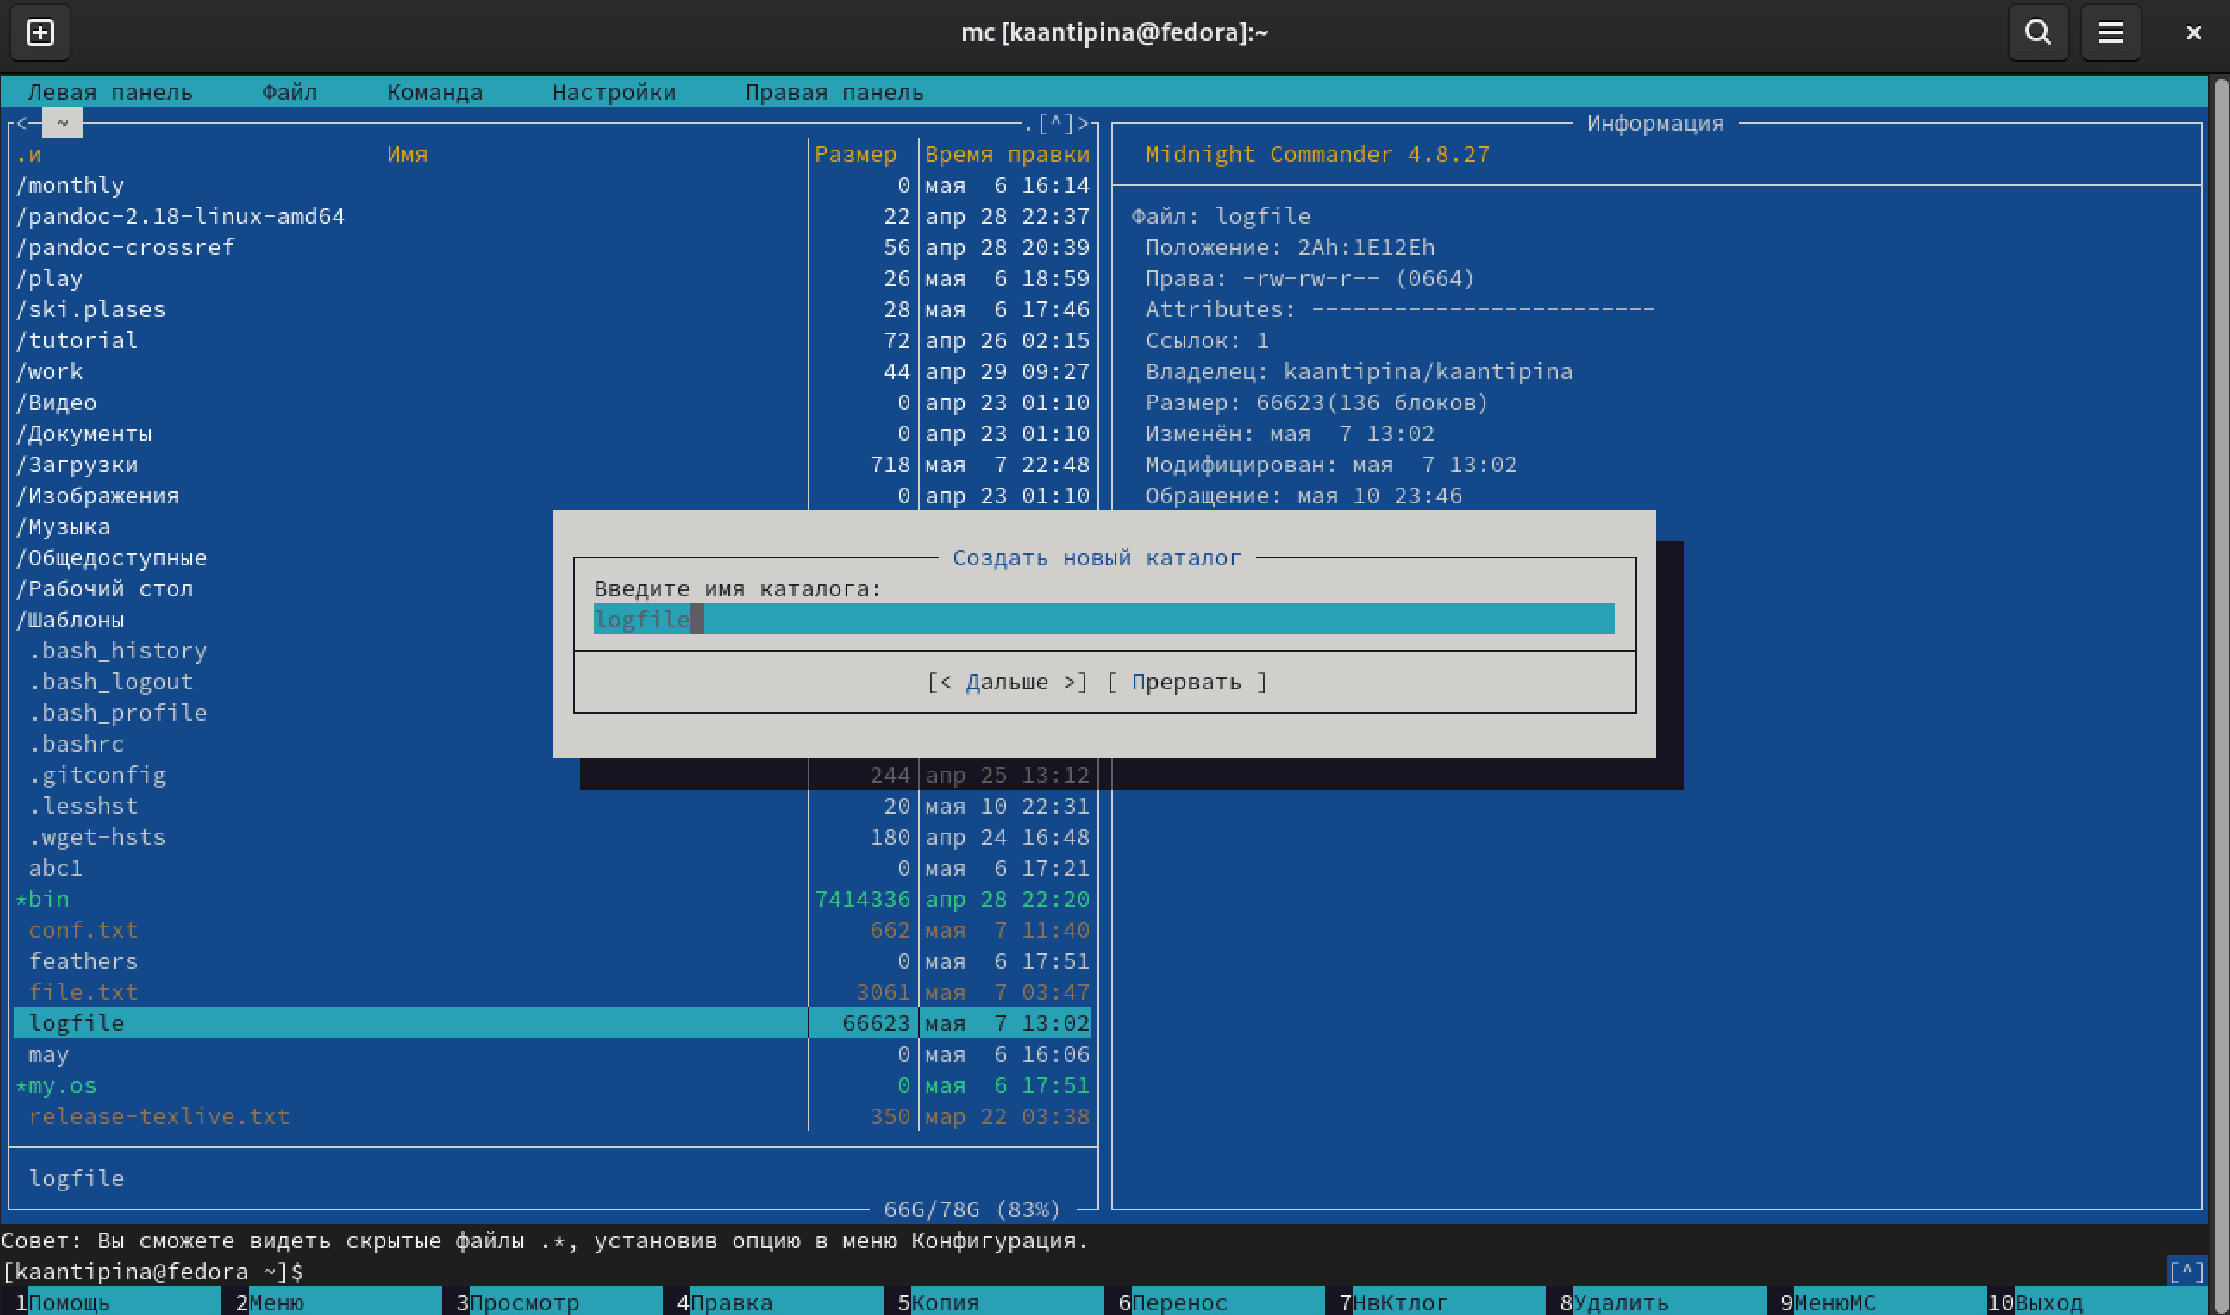 mc [kaantipina@fedora]:~
Левая панель Файл Команда Настройки Правая панель
<- ~ .[^]>
.и Имя Размер Время правки
/monthly 0 мая 6 16:14
/pandoc-2.18-linux-amd64 22 апр 28 22:37
/pandoc-crossref 56 апр 28 20:39
/play 26 мая 6 18:59
/ski.plases 28 мая 6 17:46
/tutorial 72 апр 26 02:15
/work 44 апр 29 09:27
/Видео 0 апр 23 01:10
/Документы 0 апр 23 01:10
/Загрузки 718 мая 7 22:48
/Изображения 0 апр 23 01:10
/Музыка
/Общедоступные
/Рабочий стол
/Шаблоны
.bash_history
.bash_logout
.bash_profile
.bashrc
.gitconfig 244 апр 25 13:12
.lesshst 20 мая 10 22:31
.wget-hsts 180 апр 24 16:48
abc1 0 мая 6 17:21
*bin 7414336 апр 28 22:20
conf.txt 662 мая 7 11:40
feathers 0 мая 6 17:51
file.txt 3061 мая 7 03:47
logfile 66623 мая 7 13:02
may 0 мая 6 16:06
*my.os 0 мая 6 17:51
release-texlive.txt 350 мар 22 03:38
logfile
66G/78G (83%)
Информация
Midnight Commander 4.8.27
Файл: logfile
Положение: 2Ah:1E12Eh
Права: -rw-rw-r-- (0664)
Attributes: -------------------------
Ссылок: 1
Владелец: kaantipina/kaantipina
Размер: 66623(136 блоков)
Изменён: мая 7 13:02
Модифицирован: мая 7 13:02
Обращение: мая 10 23:46
Создать новый каталог
Введите имя каталога:
logfile
[< Дальше >] [ Прервать ]
Совет: Вы сможете видеть скрытые файлы .*, установив опцию в меню Конфигурация.
[kaantipina@fedora ~]$ [^]
1Помощь 2Меню 3Просмотр 4Правка 5Копия 6Перенос 7НвКтлог 8Удалить 9МенюMC 10Выход